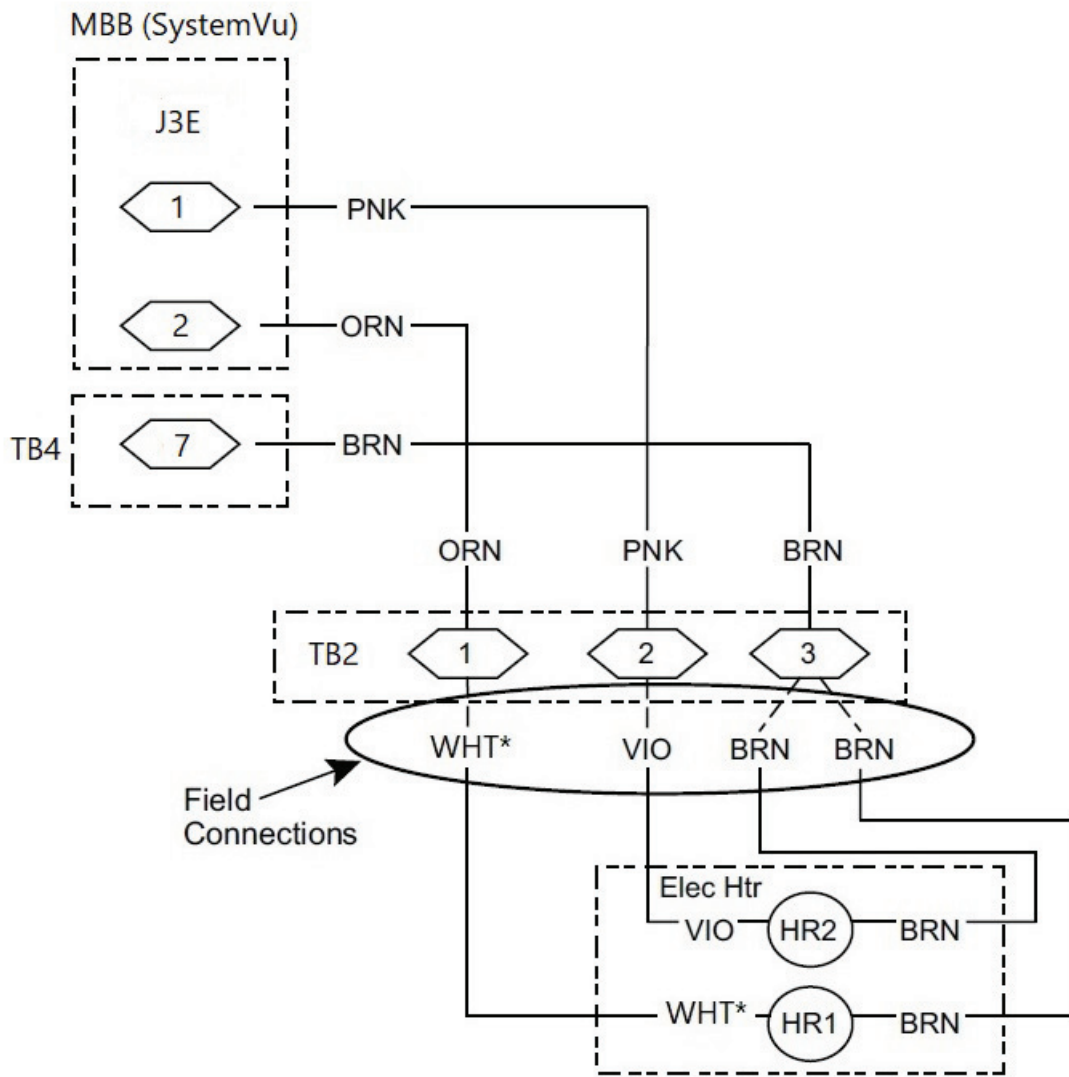 MBB (SystemVu)
J3E
1
PNK
2
ORN
TB4
7
BRN
ORN
PNK
BRN
TB2
1
2
3
WHT*
VIO
BRN
BRN
Field
Connections
Elec Htr
VIO
HR2
BRN
WHT*
HR1
BRN